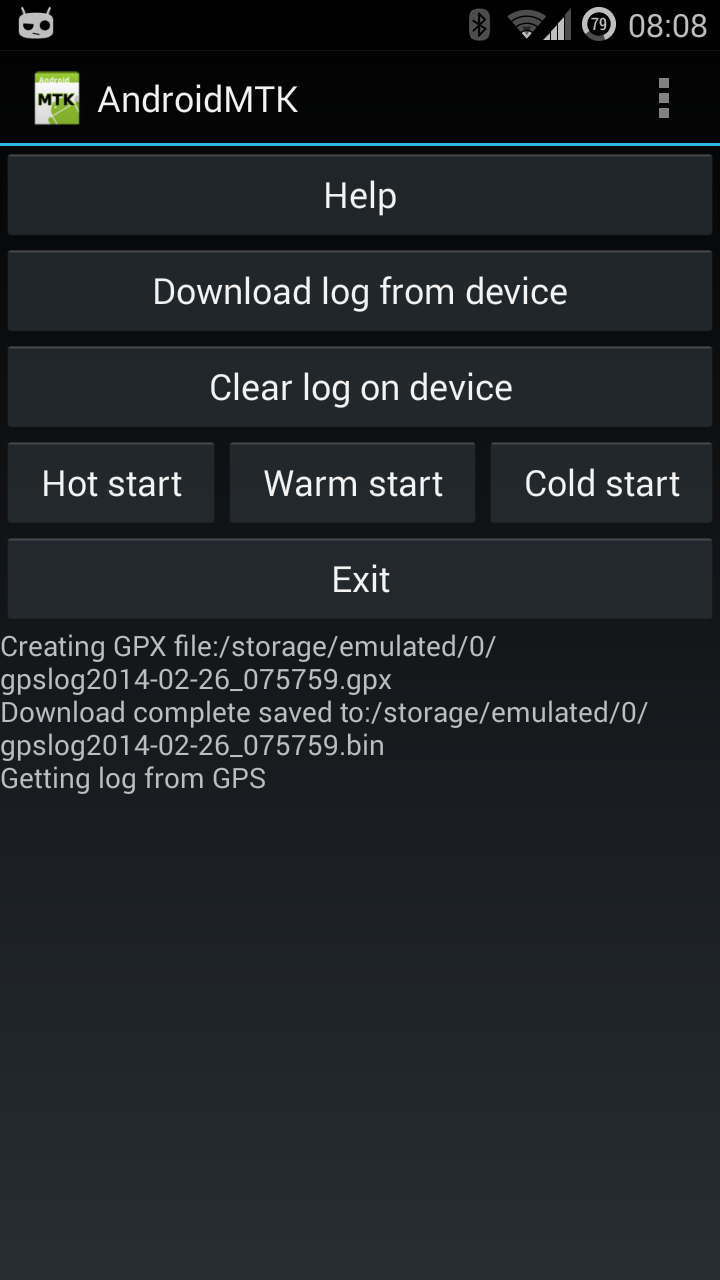 79 08:08
Android
MTK
AndroidMTK
Help
Download log from device
Clear log on device
Hot start Warm start Cold start
Exit
Creating GPX file:/storage/emulated/0/
gpslog2014-02-26_075759.gpx
Download complete saved to:/storage/emulated/0/
gpslog2014-02-26_075759.bin
Getting log from GPS